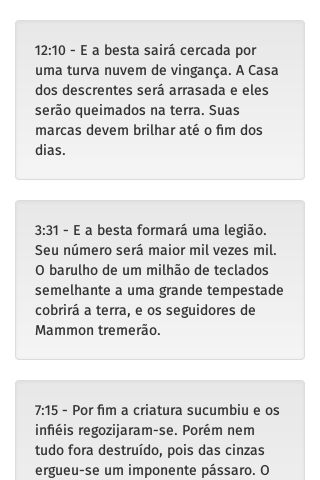 12:10 - E a besta sairá cercada por
uma turva nuvem de vingança. A Casa
dos descrentes será arrasada e eles
serão queimados na terra. Suas
marcas devem brilhar até o fim dos
dias.
3:31 - E a besta formará uma legião.
Seu número será maior mil vezes mil.
O barulho de um milhão de teclados
semelhante a uma grande tempestade
cobrirá a terra, e os seguidores de
Mammon tremerão.
7:15 - Por fim a criatura sucumbiu e os
infiéis regozijaram-se. Porém nem
tudo fora destruído, pois das cinzas
ergueu-se um imponente pássaro. O